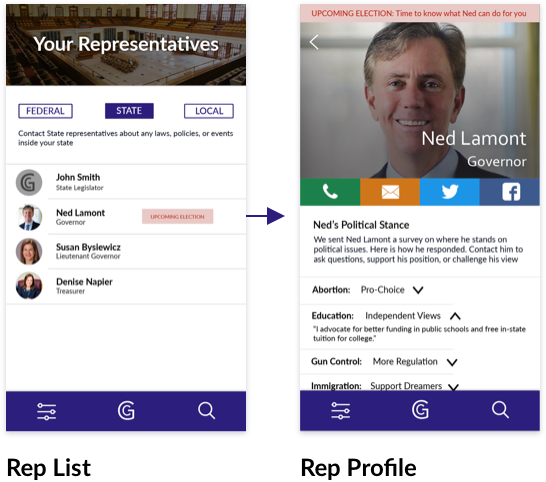 Your Representatives
FEDERAL
STATE
LOCAL
Contact State representatives about any laws, policies, or events
inside your state
John Smith
State Legislator
Ned Lamont
Governor
UPCOMING ELECTION
Susan Bysiewicz
Lieutenant Governor
Denise Napier
Treasurer
Rep List
UPCOMING ELECTION: Time to know what Ned can do for you
Ned Lamont
Governor
Ned's Political Stance
We sent Ned Lamont a survey on where he stands on
political issues. Here is how he responded. Contact him to
ask questions, support his position, or challenge his view
Abortion: Pro-Choice
Education: Independent Views
"I advocate for better funding in public schools and free in-state
tuition for college."
Gun Control: More Regulation
Immigration: Support Dreamers
Rep Profile